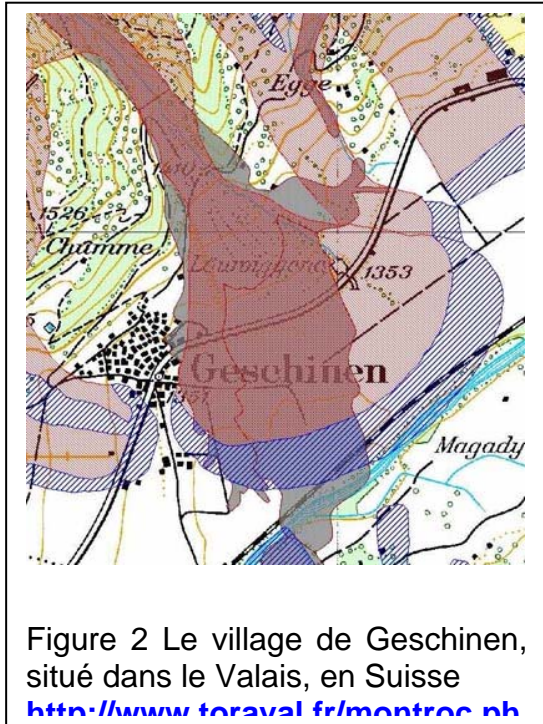 Egge
1526
Chumme
1353
Geschinen
Magady
Figure 2 Le village de Geschinen,
situé dans le Valais, en Suisse
http://www.toraval.fr/montroc.ph